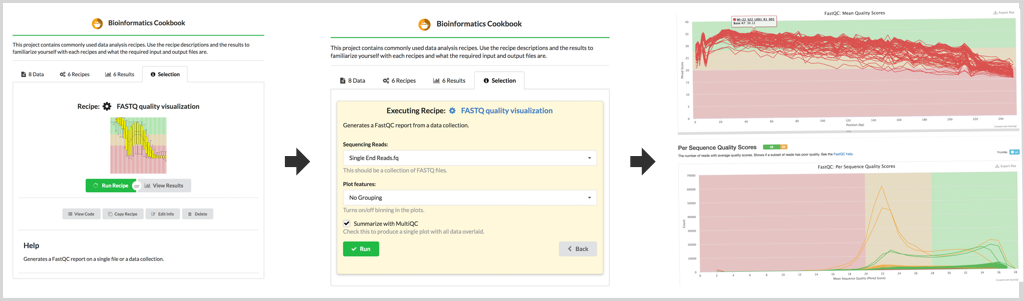 Bioinformatics Cookbook
This project contains commonly used data analysis recipes. Use the recipe descriptions and the results to
familiarize yourself with each recipes and what the required input and output files are.
8 Data
6 Recipes
6 Results
Selection
Recipe: FASTQ quality visualization
Run Recipe
or
View Results
View Code
Copy Recipe
Edit Info
Delete
Help
Generates a FastQC report on a single file or a data collection.
Bioinformatics Cookbook
This project contains commonly used data analysis recipes. Use the recipe descriptions and the results to
familiarize yourself with each recipes and what the required input and output files are.
8 Data
6 Recipes
6 Results
Selection
Executing Recipe: FASTQ quality visualization
Generates a FastQC report from a data collection.
Sequencing Reads:
Single End Reads.fq
This should be a collection of FASTQ files.
Plot features:
No Grouping
Turns on/off binning in the plots.
Summarize with MultiQC
Check this to produce a single plot with all data overlaid.
Run
Back
FastQC: Mean Quality Scores
Position (bp)
Per Sequence Quality Scores
The number of reads with average quality scores. Shows if a subset of reads has poor quality. See the FastQC help.
FastQC: Per Sequence Quality Scores
Mean Sequence Quality (Phred Score)